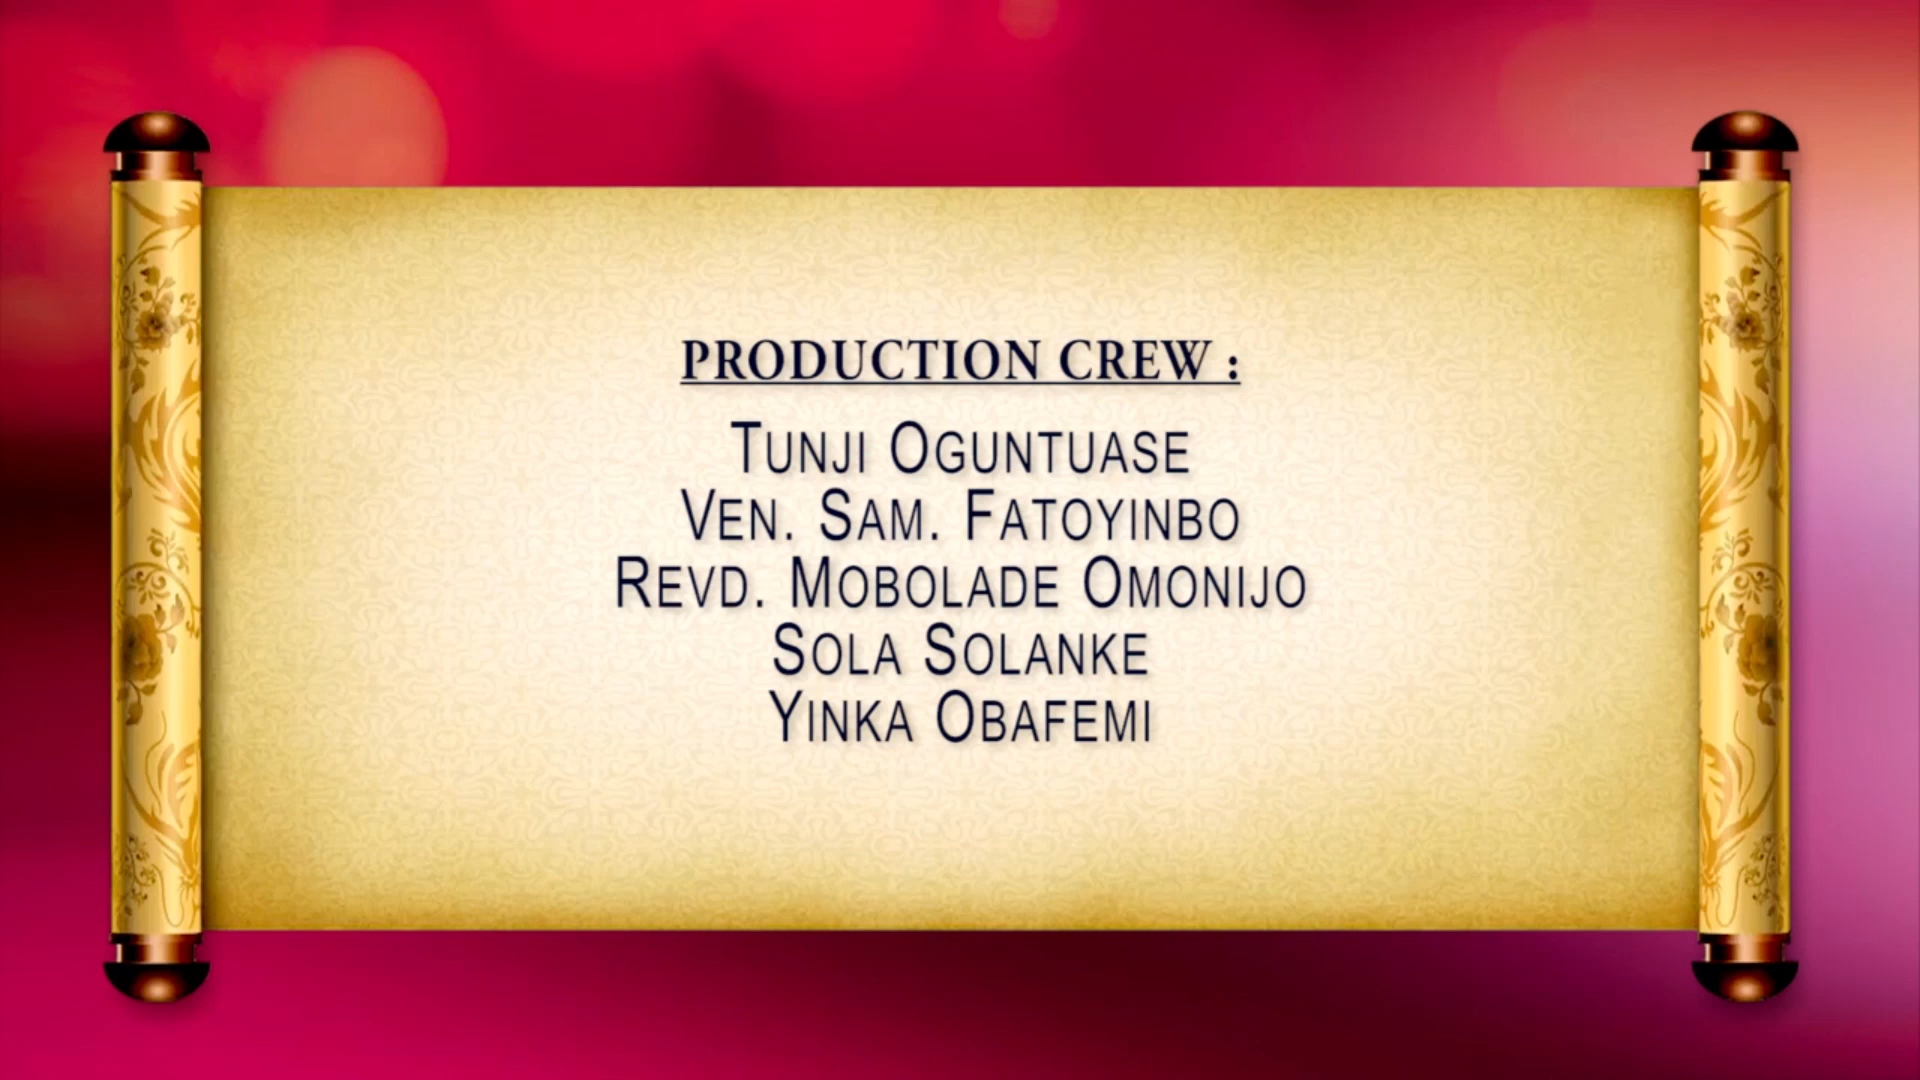 PRODUCTION CREW :
TUNJI OGUNTUASE
VEN. SAM. FATOYINBO
REVD. MOBOLADE OMONIJO
SOLA SOLANKE
YINKA OBAFEMI